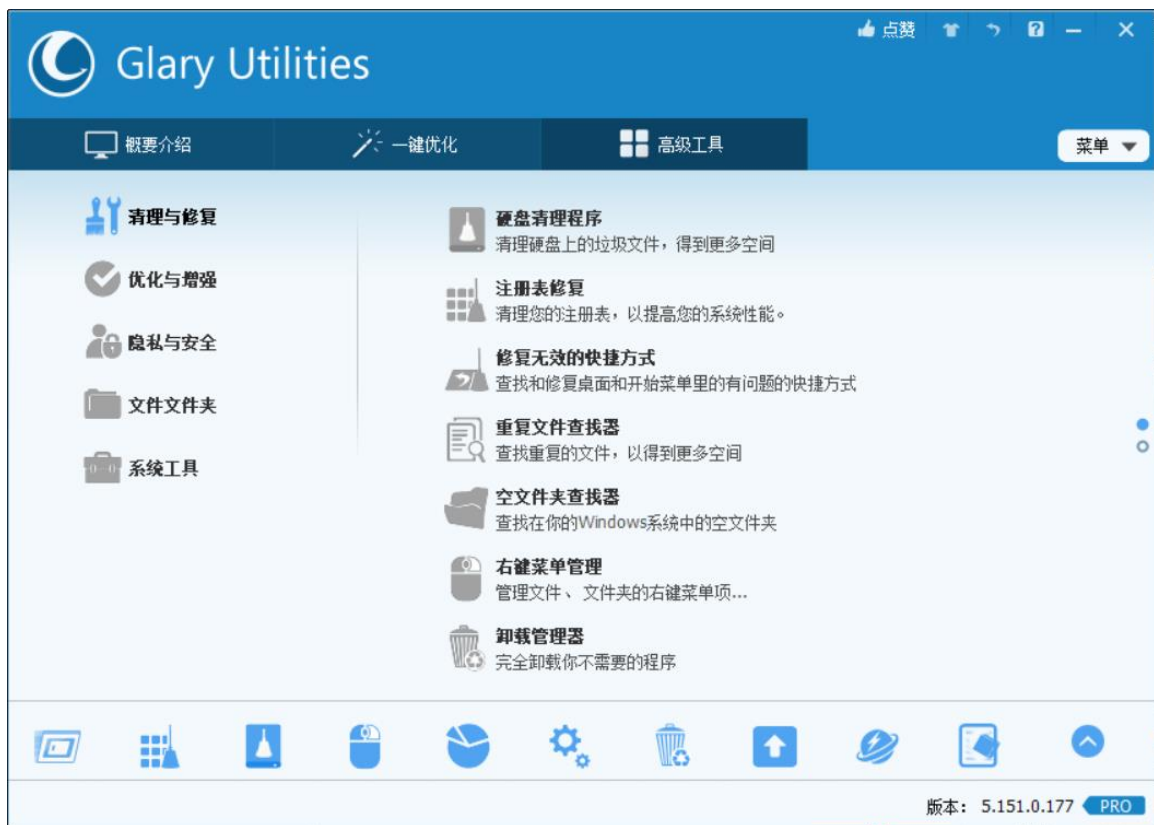 点赞
Glary Utilities
概要介绍
一键优化
高级工具
菜单
清理与修复
优化与增强
隐私与安全
文件文件夹
系统工具
硬盘清理程序
清理硬盘上的垃圾文件，得到更多空间
注册表修复
清理您的注册表，以提高您的系统性能。
修复无效的快捷方式
查找和修复桌面和开始菜单里的有问题的快捷方式
重复文件查找器
查找重复的文件，以得到更多空间
空文件夹查找器
查找在你的Windows系统中的空文件夹
右键菜单管理
管理文件、文件夹的右键菜单项...
卸载管理器
完全卸载你不需要的程序
版本： 5.151.0.177 PRO